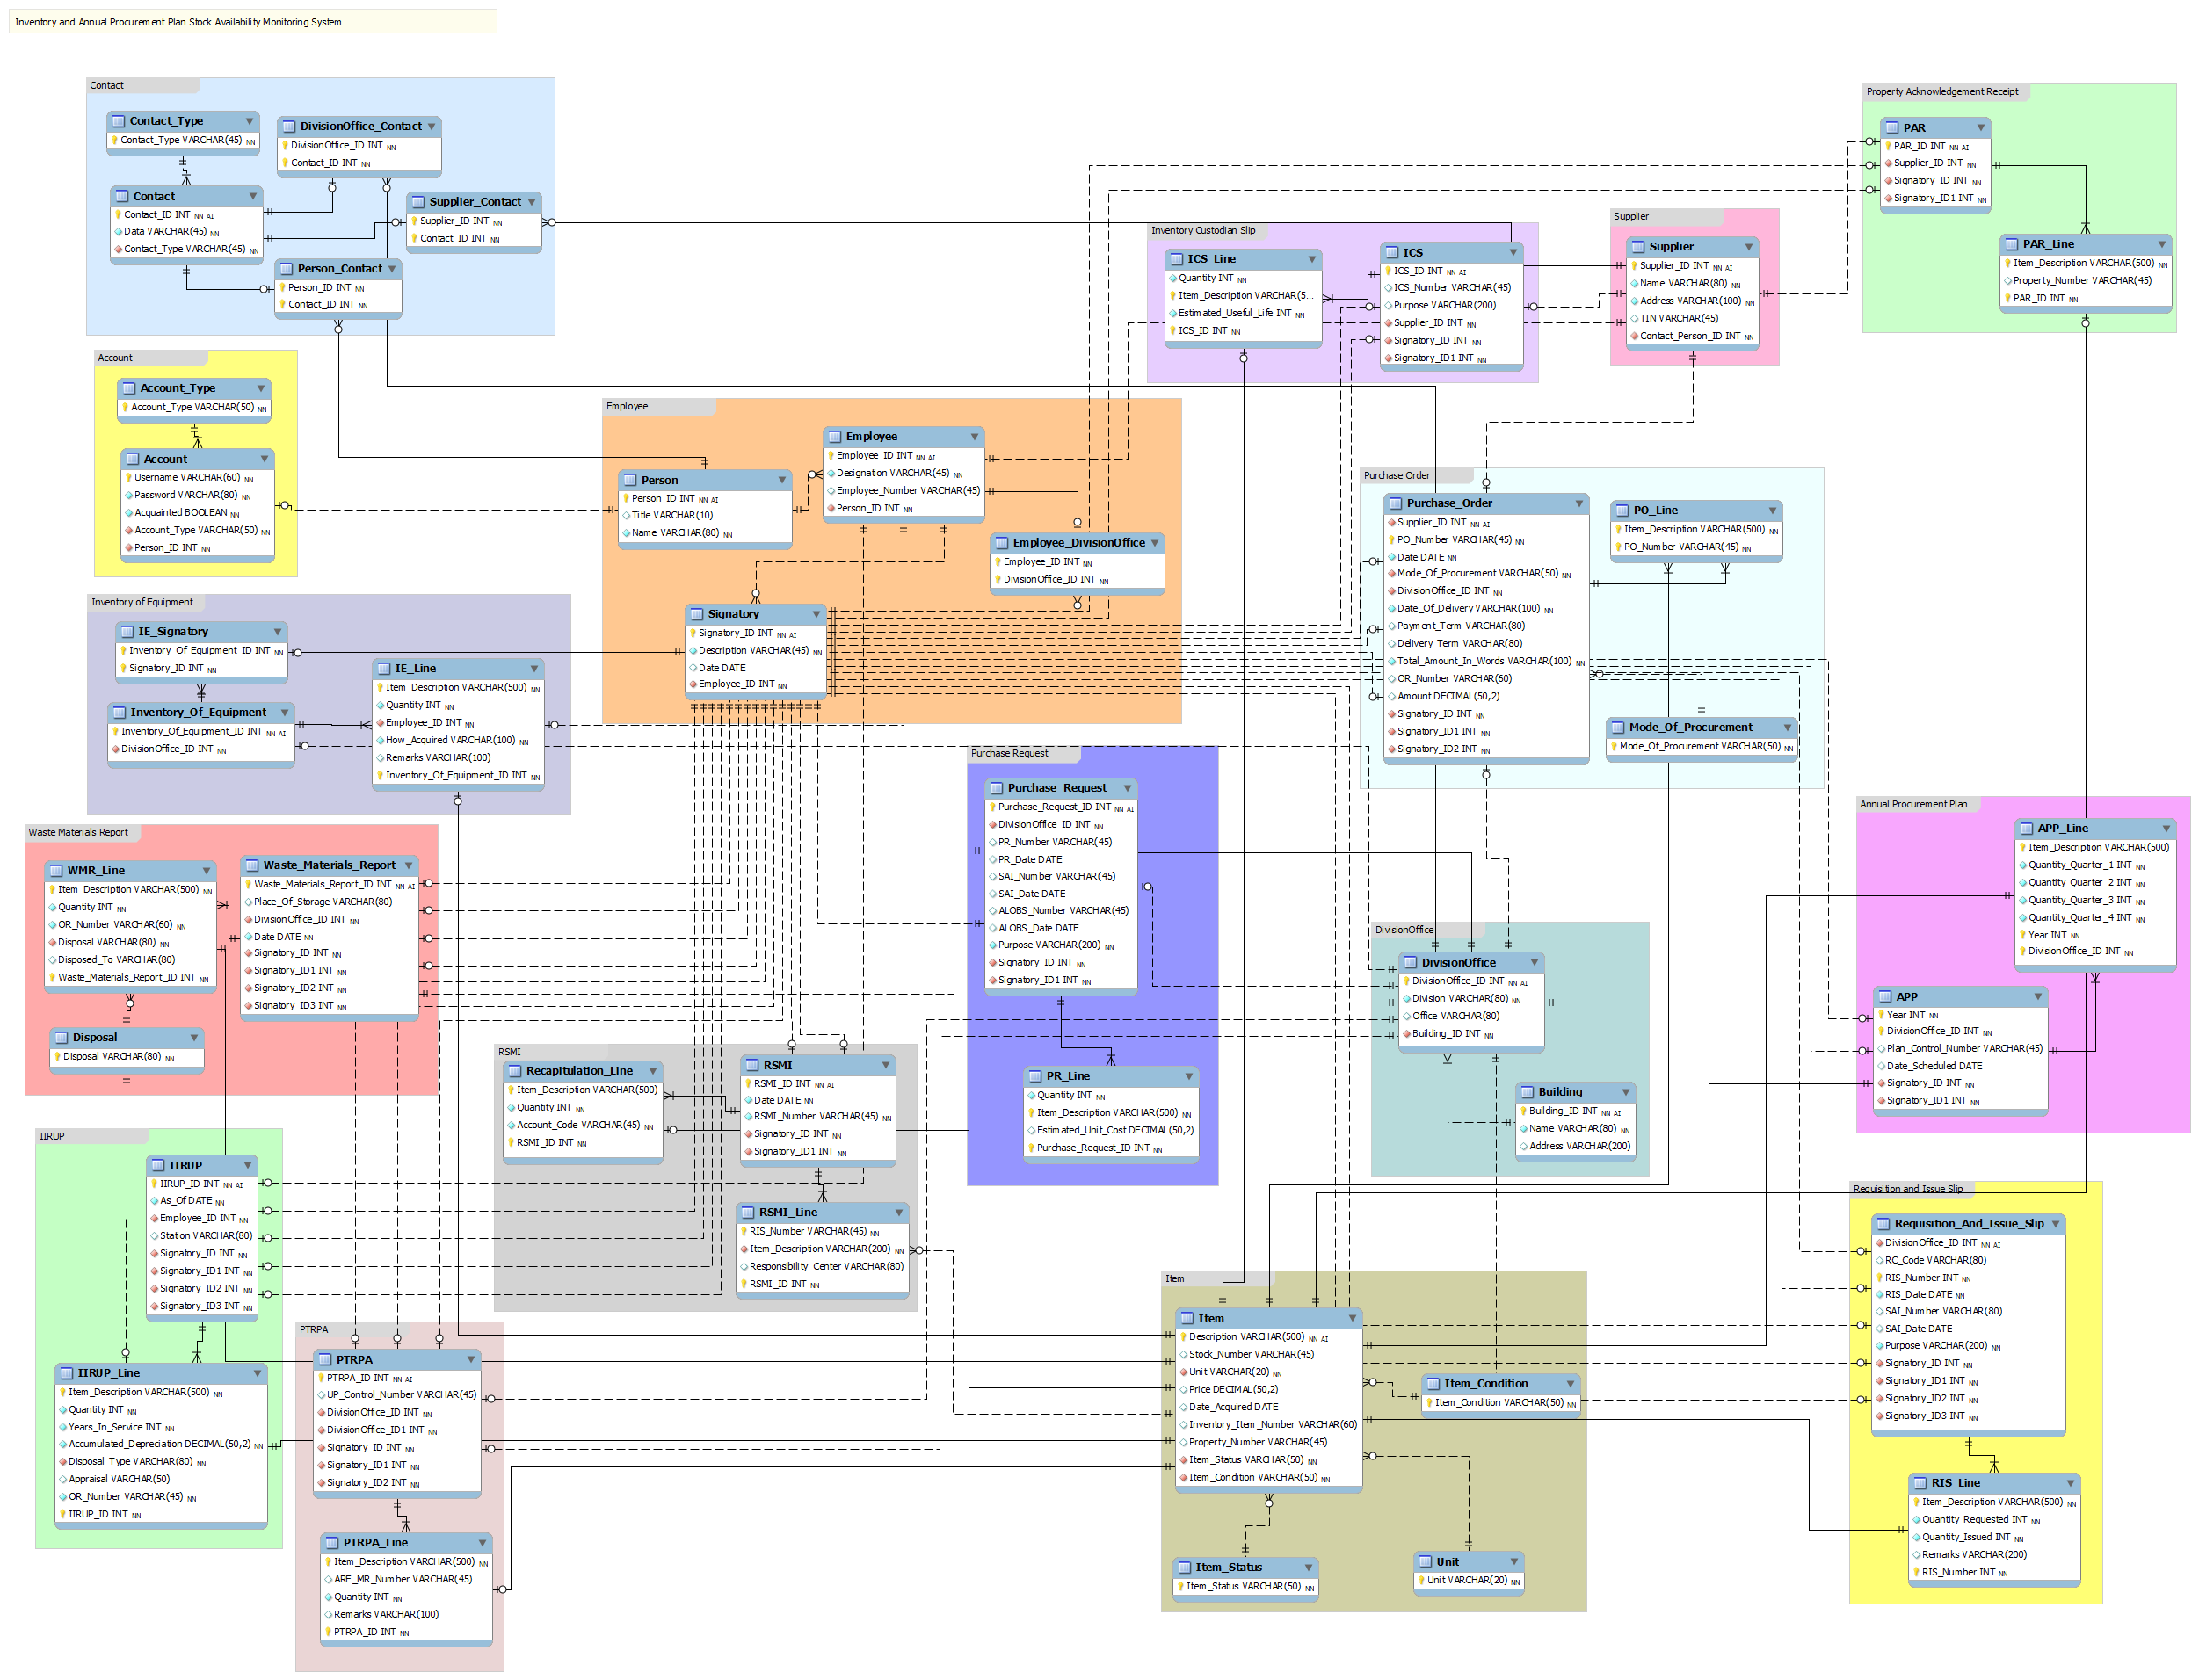 Inventory and Annual Procurement Plan Stock Availability Monitoring System
Contact
Contact_Type
Contact_Type VARCHAR(45) NN
DivisionOffice_Contact
DivisionOffice_ID INT NN
Contact_ID INT NN
Contact
Contact_ID INT NN AI
Data VARCHAR(45) NN
Contact_Type VARCHAR(45) NN
Supplier_Contact
Supplier_ID INT NN
Contact_ID INT NN
Person_Contact
Person_ID INT NN
Contact_ID INT NN
Property Acknowledgement Receipt
PAR
PAR_ID INT NN AI
Supplier_ID INT NN
Signatory_ID INT NN
Signatory_ID1 INT NN
PAR_Line
Item_Description VARCHAR(500) NN
Property_Number VARCHAR(45)
PAR_ID INT NN
Inventory Custodian Slip
ICS_Line
Quantity INT NN
Item_Description VARCHAR(5...
Estimated_Useful_Life INT NN
ICS_ID INT NN
ICS
ICS_ID INT NN AI
ICS_Number VARCHAR(45)
Purpose VARCHAR(200) NN
Supplier_ID INT NN
Signatory_ID INT NN
Signatory_ID1 INT NN
Supplier
Supplier
Supplier_ID INT NN AI
Name VARCHAR(80) NN
Address VARCHAR(100) NN
TIN VARCHAR(45)
Contact_Person_ID INT NN
Account
Account_Type
Account_Type VARCHAR(50) NN
Account
Username VARCHAR(60) NN
Password VARCHAR(80) NN
Acquainted BOOLEAN NN
Account_Type VARCHAR(50) NN
Person_ID INT NN
Employee
Person
Person_ID INT NN AI
Title VARCHAR(10)
Name VARCHAR(80) NN
Employee
Employee_ID INT NN AI
Designation VARCHAR(45) NN
Employee_Number VARCHAR(45)
Person_ID INT NN
Employee_DivisionOffice
Employee_ID INT NN
DivisionOffice_ID INT NN
Signatory
Signatory_ID INT NN AI
Description VARCHAR(45) NN
Date DATE
Employee_ID INT NN
Purchase Order
Purchase_Order
Supplier_ID INT NN AI
PO_Number VARCHAR(45) NN
Date DATE NN
Mode_Of_Procurement VARCHAR(50) NN
DivisionOffice_ID INT NN
Date_Of_Delivery VARCHAR(100) NN
Payment_Term VARCHAR(80)
Delivery_Term VARCHAR(80)
Total_Amount_In_Words VARCHAR(100) NN
OR_Number VARCHAR(60)
Amount DECIMAL(50,2)
Signatory_ID INT NN
Signatory_ID1 INT NN
Signatory_ID2 INT NN
PO_Line
Item_Description VARCHAR(500) NN
PO_Number VARCHAR(45) NN
Mode_Of_Procurement
Mode_Of_Procurement VARCHAR(50) NN
Inventory of Equipment
IE_Signatory
Inventory_Of_Equipment_ID INT NN
Signatory_ID INT NN
Inventory_Of_Equipment
Inventory_Of_Equipment_ID INT NN AI
DivisionOffice_ID INT NN
IE_Line
Item_Description VARCHAR(500) NN
Quantity INT NN
Employee_ID INT NN
How_Acquired VARCHAR(100) NN
Remarks VARCHAR(100)
Inventory_Of_Equipment_ID INT NN
Purchase Request
Purchase_Request
Purchase_Request_ID INT NN AI
DivisionOffice_ID INT NN
PR_Number VARCHAR(45)
PR_Date DATE
SAI_Number VARCHAR(45)
SAI_Date DATE
ALOBS_Number VARCHAR(45)
ALOBS_Date DATE
Purpose VARCHAR(200) NN
Signatory_ID INT NN
Signatory_ID1 INT NN
PR_Line
Quantity INT NN
Item_Description VARCHAR(500) NN
Estimated_Unit_Cost DECIMAL(50,2)
Purchase_Request_ID INT NN
Waste Materials Report
WMR_Line
Item_Description VARCHAR(500) NN
Quantity INT NN
OR_Number VARCHAR(60) NN
Disposal VARCHAR(80) NN
Disposed_To VARCHAR(80)
Waste_Materials_Report_ID INT NN
Waste_Materials_Report
Waste_Materials_Report_ID INT NN AI
Place_Of_Storage VARCHAR(80)
DivisionOffice_ID INT NN
Date DATE NN
Signatory_ID INT NN
Signatory_ID1 INT NN
Signatory_ID2 INT NN
Signatory_ID3 INT NN
Disposal
Disposal VARCHAR(80) NN
Annual Procurement Plan
APP_Line
Item_Description VARCHAR(500)
Quantity_Quarter_1 INT NN
Quantity_Quarter_2 INT NN
Quantity_Quarter_3 INT NN
Quantity_Quarter_4 INT NN
Year INT NN
DivisionOffice_ID INT NN
APP
Year INT NN
DivisionOffice_ID INT NN
Plan_Control_Number VARCHAR(45)
Date_Scheduled DATE
Signatory_ID INT NN
Signatory_ID1 INT NN
DivisionOffice
DivisionOffice
DivisionOffice_ID INT NN AI
Division VARCHAR(80) NN
Office VARCHAR(80)
Building_ID INT NN
Building
Building_ID INT NN AI
Name VARCHAR(80) NN
Address VARCHAR(200)
RSMI
Recapitulation_Line
Item_Description VARCHAR(500)
Quantity INT NN
Account_Code VARCHAR(45) NN
RSMI_ID INT NN
RSMI
RSMI_ID INT NN AI
Date DATE NN
RSMI_Number VARCHAR(45) NN
Signatory_ID INT NN
Signatory_ID1 INT NN
RSMI_Line
RIS_Number VARCHAR(45) NN
Item_Description VARCHAR(200) NN
Responsibility_Center VARCHAR(80)
RSMI_ID INT NN
IIRUP
IIRUP
IIRUP_ID INT NN AI
As_Of DATE NN
Employee_ID INT NN
Station VARCHAR(80)
Signatory_ID INT NN
Signatory_ID1 INT NN
Signatory_ID2 INT NN
Signatory_ID3 INT NN
IIRUP_Line
Item_Description VARCHAR(500) NN
Quantity INT NN
Years_In_Service INT NN
Accumulated_Depreciation DECIMAL(50,2) NN
Disposal_Type VARCHAR(80) NN
Appraisal VARCHAR(50)
OR_Number VARCHAR(45) NN
IIRUP_ID INT NN
PTRPA
PTRPA
PTRPA_ID INT NN AI
UP_Control_Number VARCHAR(45)
DivisionOffice_ID INT NN
DivisionOffice_ID1 INT NN
Signatory_ID INT NN
Signatory_ID1 INT NN
Signatory_ID2 INT NN
PTRPA_Line
Item_Description VARCHAR(500) NN
ARE_MR_Number VARCHAR(45)
Quantity INT NN
Remarks VARCHAR(100)
PTRPA_ID INT NN
Item
Item
Description VARCHAR(500) NN AI
Stock_Number VARCHAR(45)
Unit VARCHAR(20) NN
Price DECIMAL(50,2)
Date_Acquired DATE
Inventory_Item_Number VARCHAR(60)
Property_Number VARCHAR(45)
Item_Status VARCHAR(50) NN
Item_Condition VARCHAR(50) NN
Item_Condition
Item_Condition VARCHAR(50) NN
Item_Status
Item_Status VARCHAR(50) NN
Unit
Unit VARCHAR(20) NN
Requisition and Issue Slip
Requisition_And_Issue_Slip
DivisionOffice_ID INT NN AI
RC_Code VARCHAR(80)
RIS_Number INT NN
RIS_Date DATE NN
SAI_Number VARCHAR(80)
SAI_Date DATE
Purpose VARCHAR(200) NN
Signatory_ID INT NN
Signatory_ID1 INT NN
Signatory_ID2 INT NN
Signatory_ID3 INT NN
RIS_Line
Item_Description VARCHAR(500) NN
Quantity_Requested INT NN
Quantity_Issued INT NN
Remarks VARCHAR(200)
RIS_Number INT NN